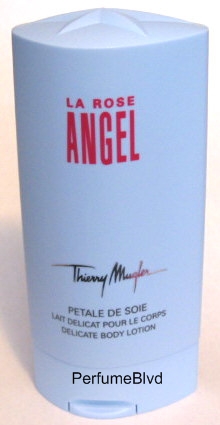 LA ROSE
ANGEL
Thierry Mugler
PETALE DE SOIE
LAIT DELICAT POUR LE CORPS
DELICATE BODY LOTION
PerfumeBlvd